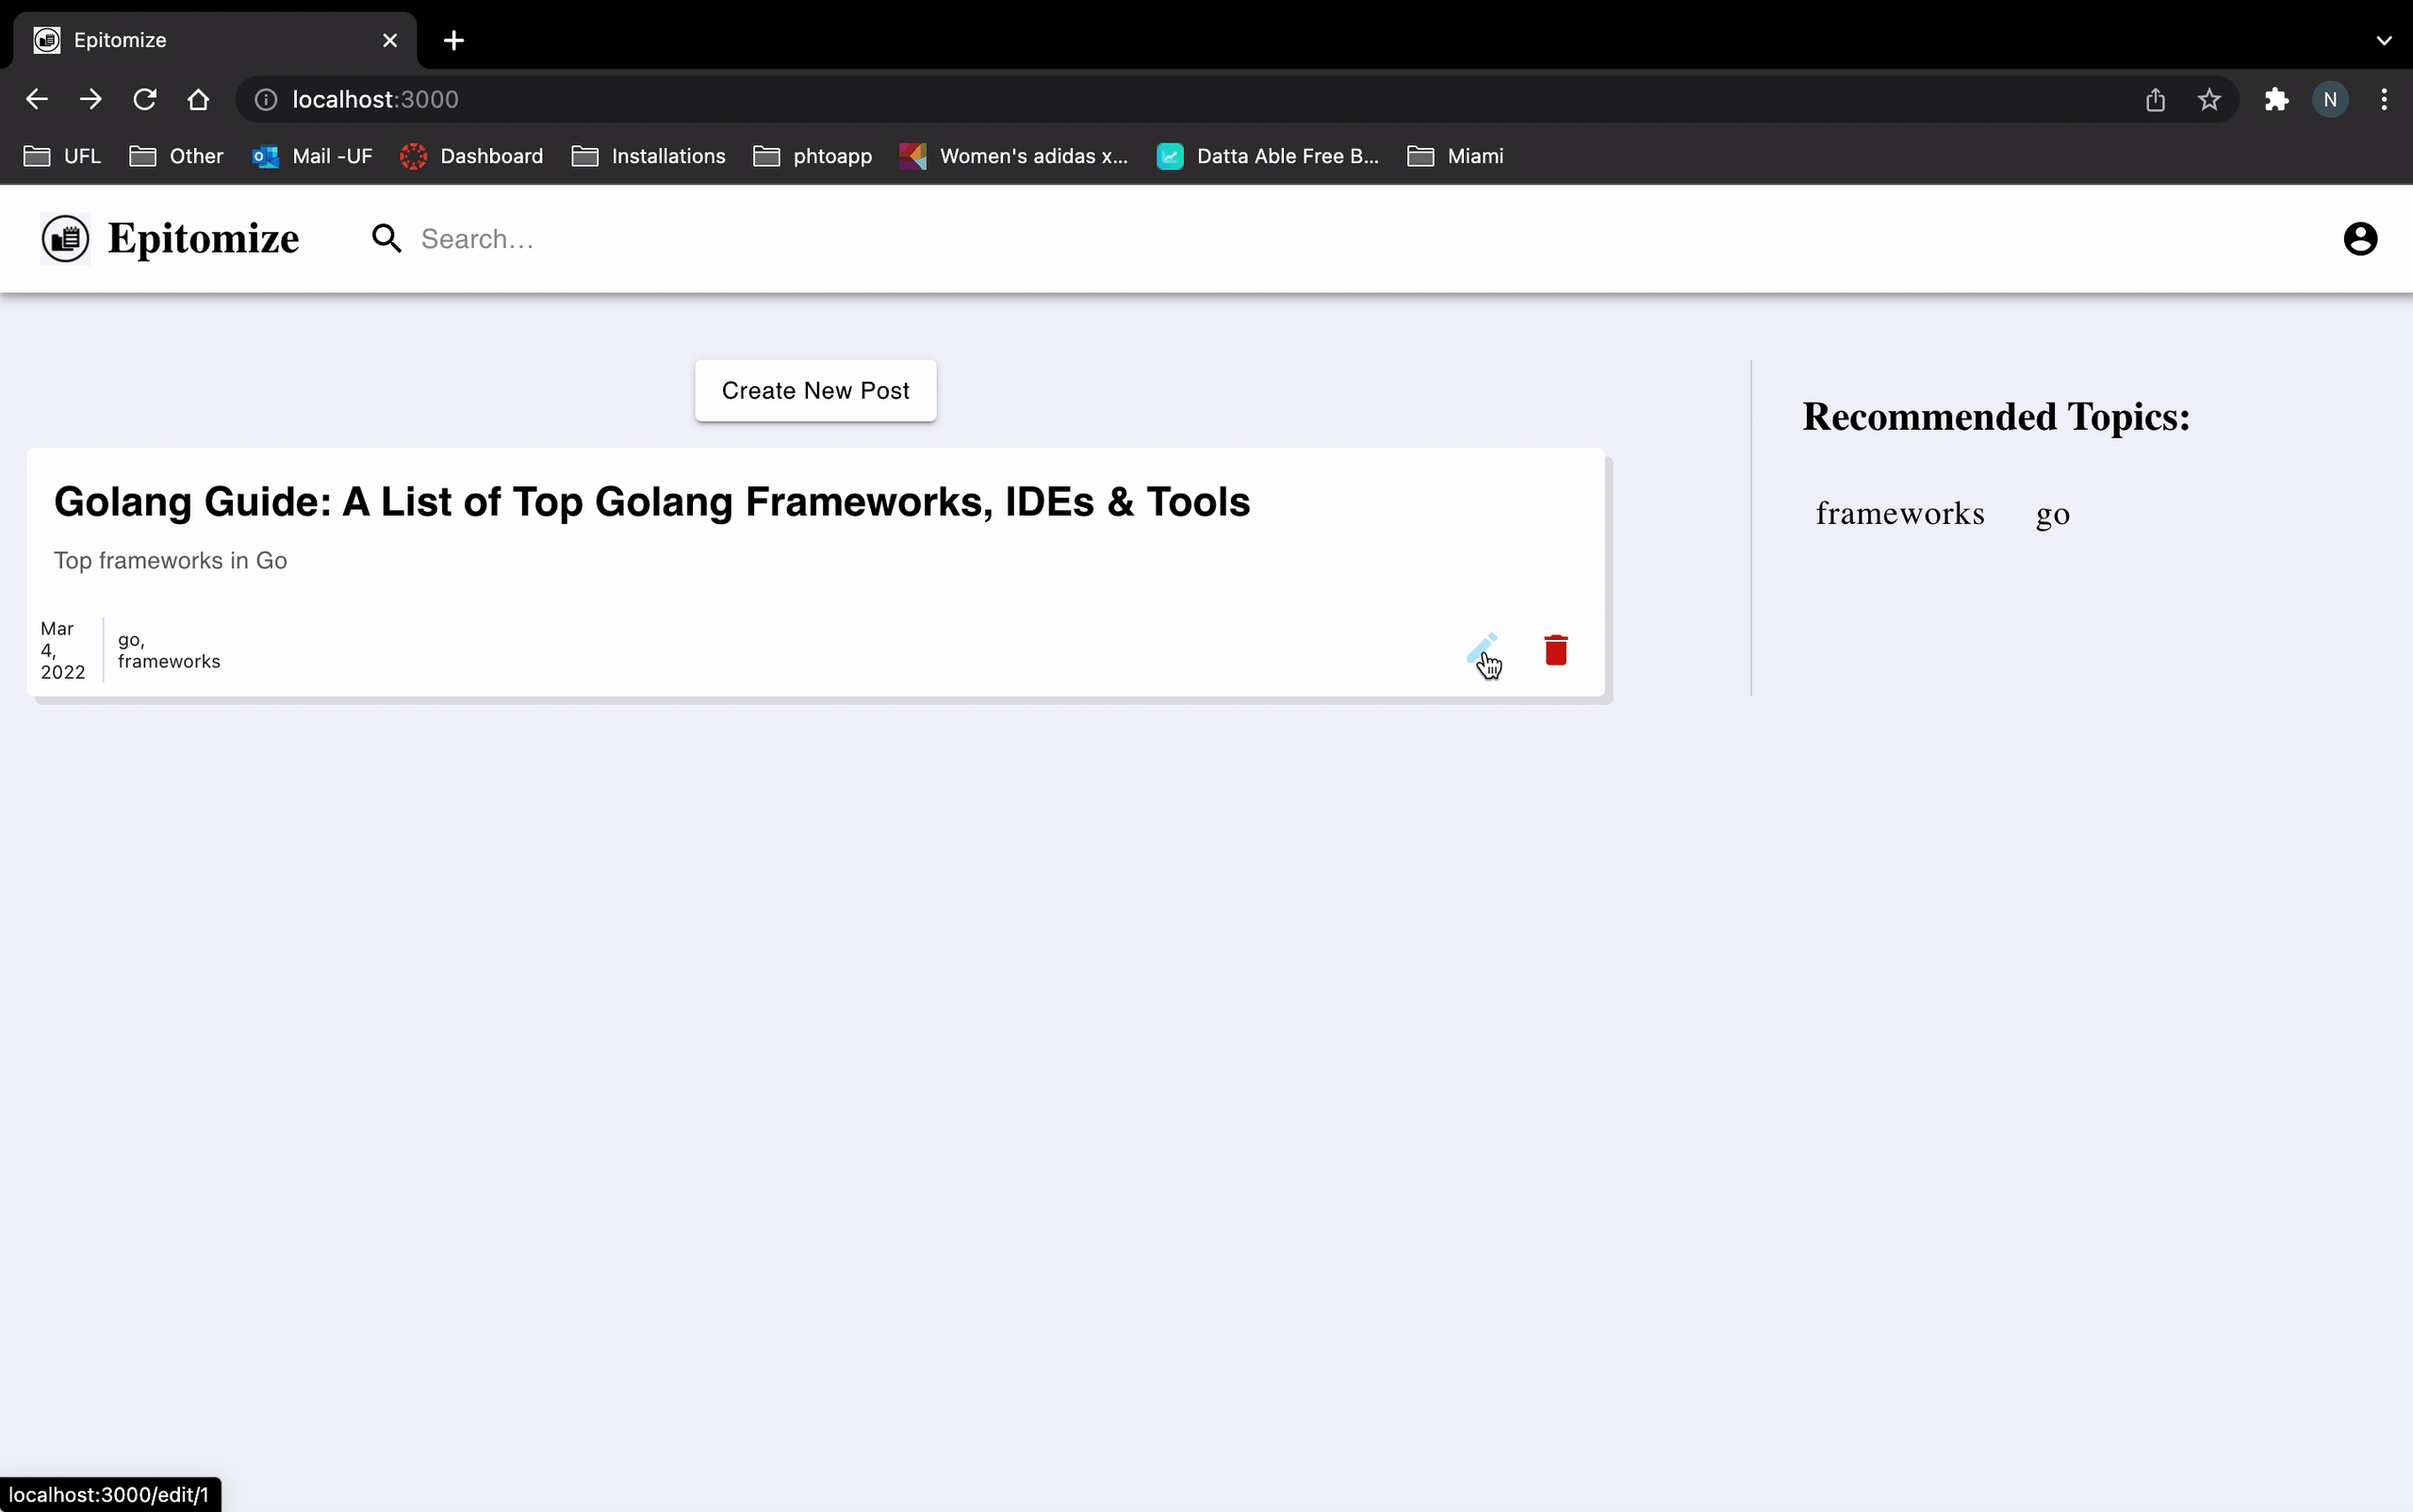 Epitomize
localhost:3000
UFL Other Mail -UF Dashboard Installations phtoapp Women's adidas x... Datta Able Free B... Miami
N
Epitomize Search...
Create New Post
Golang Guide: A List of Top Golang Frameworks, IDEs & Tools
Top frameworks in Go
Mar
4,
2022
go,
frameworks
Recommended Topics:
frameworks go
localhost:3000/edit/1